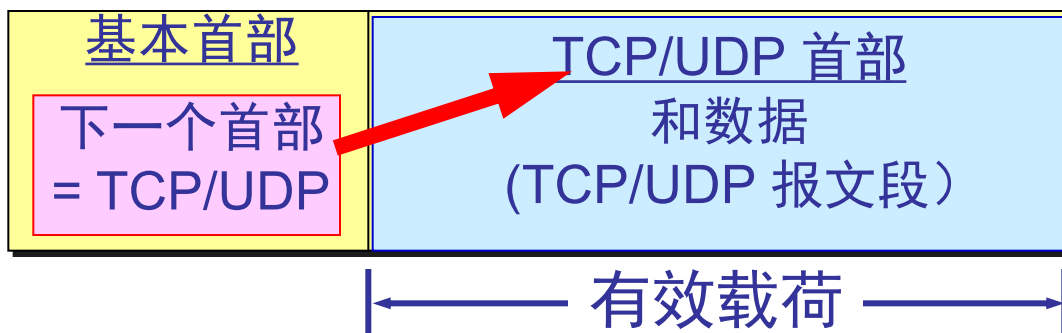 基本首部
下一个首部
= TCP/UDP
TCP/UDP 首部
和数据
(TCP/UDP 报文段）
有效载荷